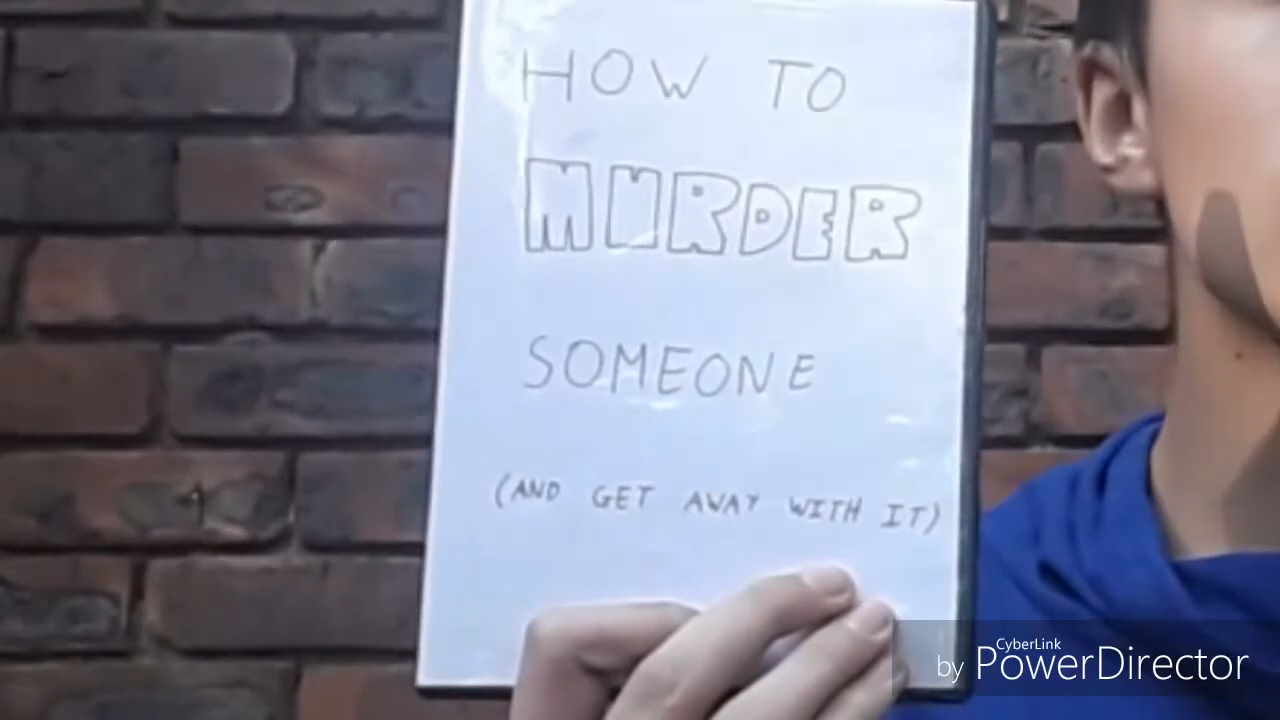 HOW TO
MURDER
SOMEONE
(AND GET AWAY WITH IT)
CyberLink
by PowerDirector